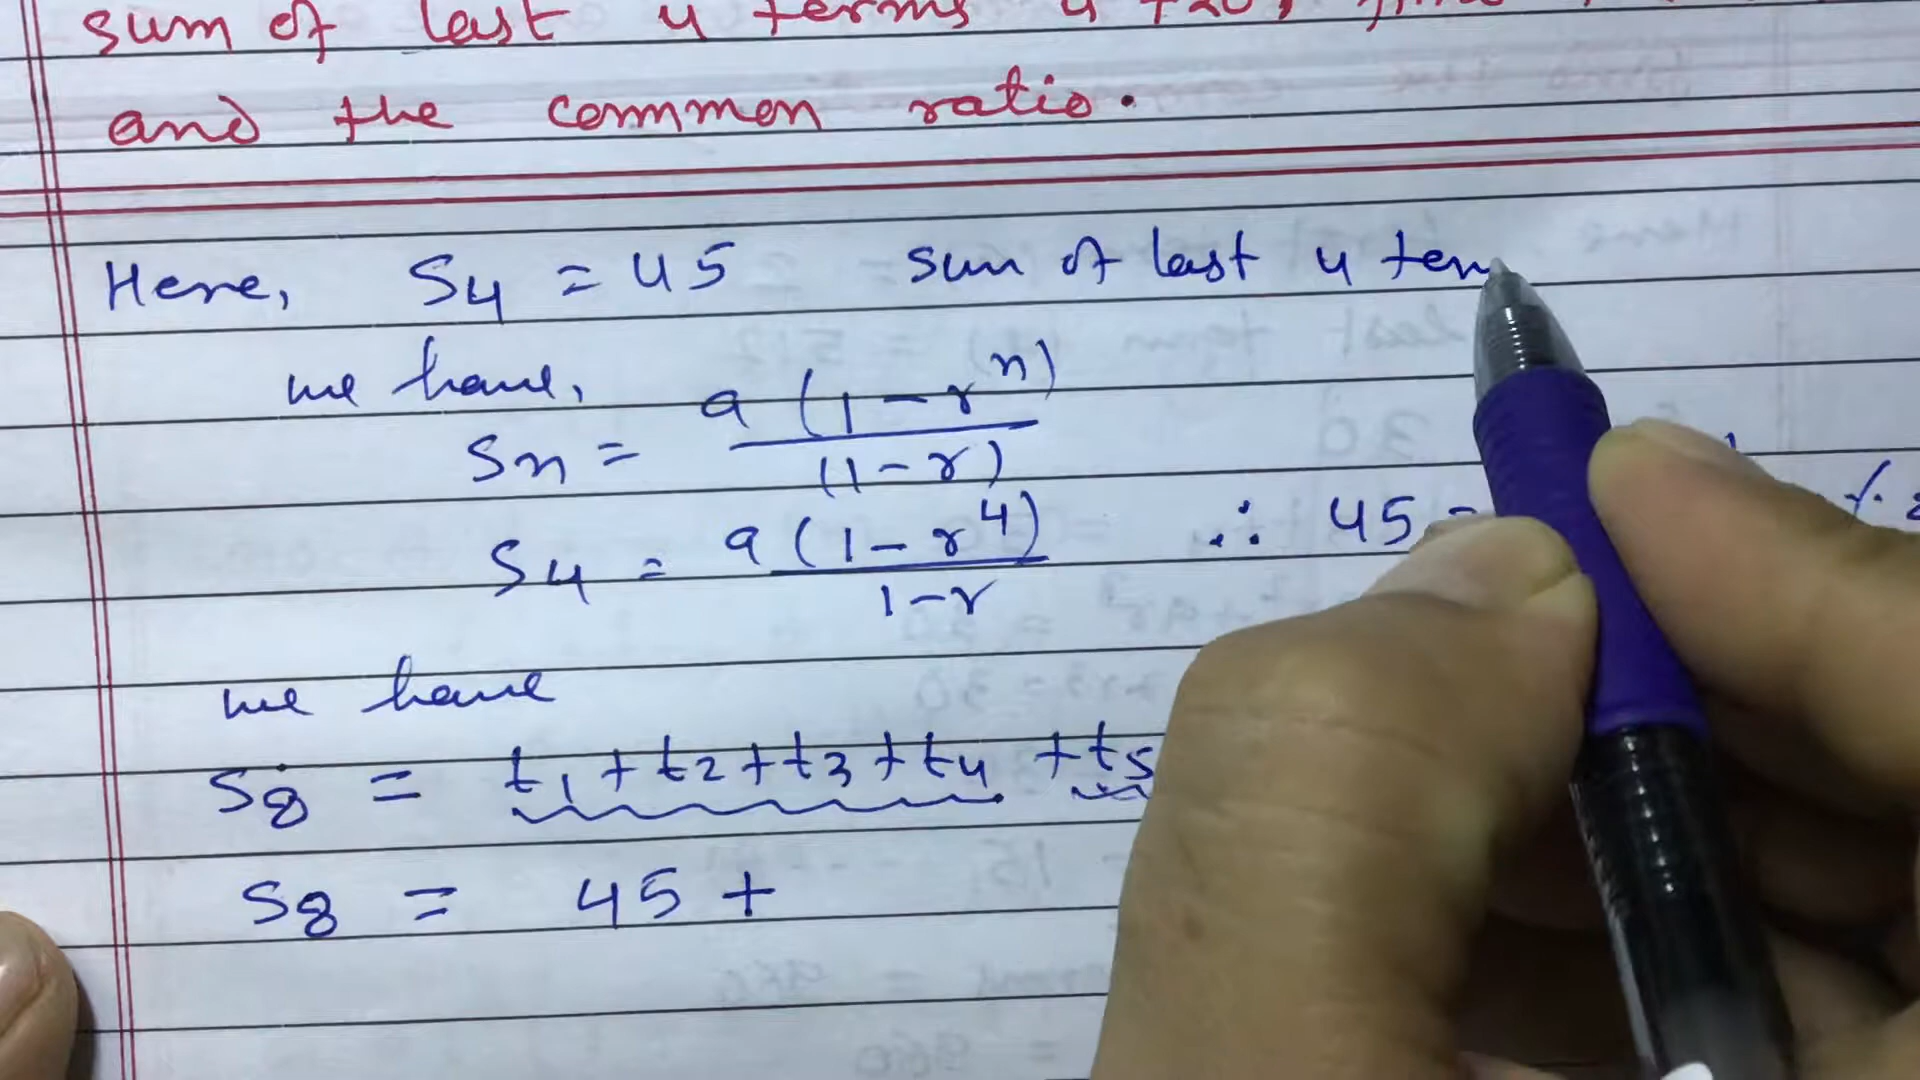 sum of last 4 terms
and the common ratio.
Here, S4 = 45 sum of last 4 term
we have,
Sn = a(1-r^n)/(1-r)
S4 = a(1-r^4)/1-r ∴ 45 =
we have
S8 = t1+t2+t3+t4 +t5
S8 = 45 +